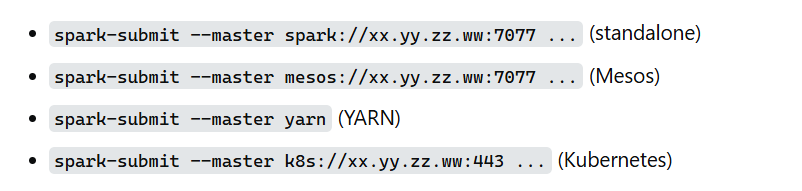 • spark-submit --master spark://xx.yy.zz.ww:7077 ... (standalone)
• spark-submit --master mesos://xx.yy.zz.ww:7077 ... (Mesos)
• spark-submit --master yarn (YARN)
• spark-submit --master k8s://xx.yy.zz.ww:443 ... (Kubernetes)